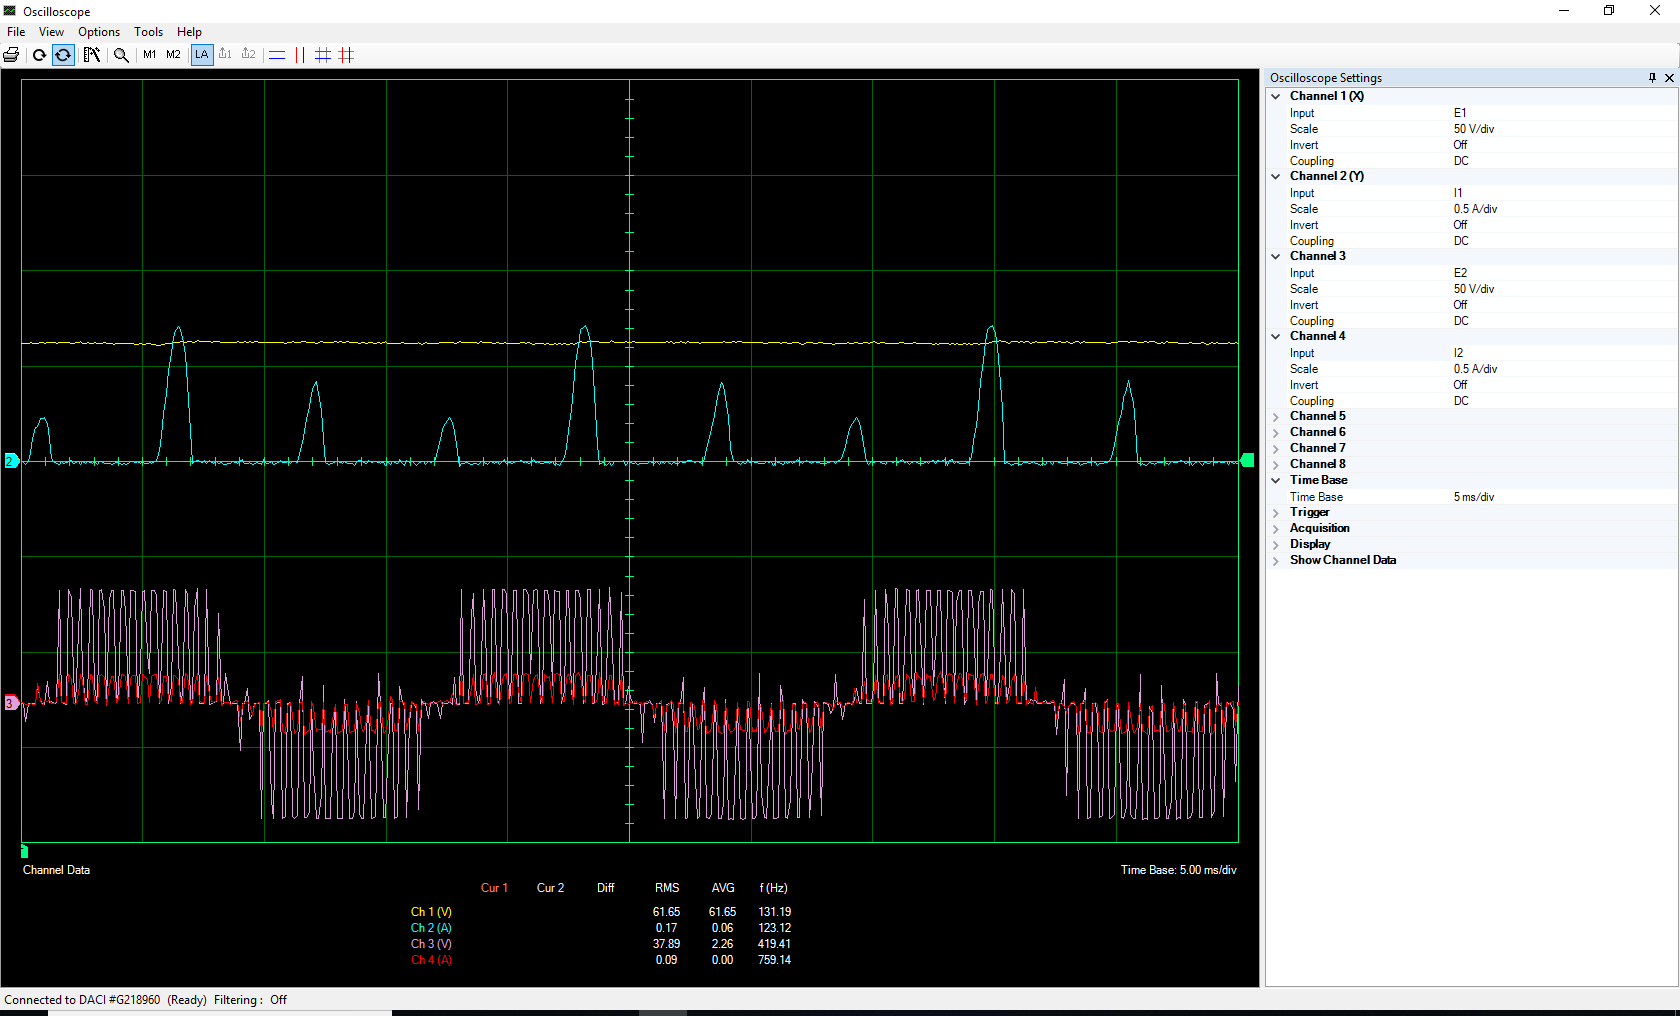 Oscilloscope
File View Options Tools Help
M1 M2 LA 1 2
Oscilloscope Settings
Channel 1 (X)
Input E1
Scale 50 V/div
Invert Off
Coupling DC
Channel 2 (Y)
Input I1
Scale 0.5 A/div
Invert Off
Coupling DC
Channel 3
Input E2
Scale 50 V/div
Invert Off
Coupling DC
Channel 4
Input I2
Scale 0.5 A/div
Invert Off
Coupling DC
Channel 5
Channel 6
Channel 7
Channel 8
Time Base
Time Base 5 ms/div
Trigger
Acquisition
Display
Show Channel Data
2
3
Channel Data Time Base: 5.00 ms/div
Cur 1 Cur 2 Diff RMS AVG f (Hz)
Ch 1 (V) 61.65 61.65 131.19
Ch 2 (A) 0.17 0.06 123.12
Ch 3 (V) 37.89 2.26 419.41
Ch 4 (A) 0.09 0.00 759.14
Connected to DACI #G218960 (Ready) Filtering : Off